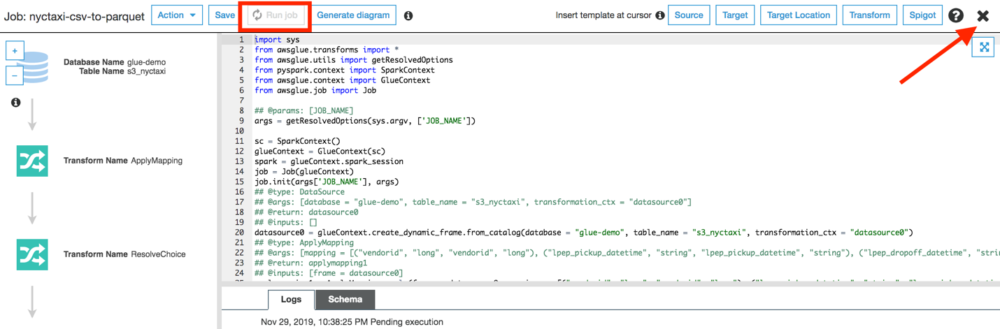 Job: nyctaxi-csv-to-parquet Action Save Run job Generate diagram Insert template at cursor Source Target Target Location Transform Spigot
Database Name glue-demo
Table Name s3_nyctaxi
Transform Name ApplyMapping
Transform Name ResolveChoice
1 import sys
2 from awsglue.transforms import *
3 from awsglue.utils import getResolvedOptions
4 from pyspark.context import SparkContext
5 from awsglue.context import GlueContext
6 from awsglue.job import Job
7
8 ## @params: [JOB_NAME]
9 args = getResolvedOptions(sys.argv, ['JOB_NAME'])
10
11 sc = SparkContext()
12 glueContext = GlueContext(sc)
13 spark = glueContext.spark_session
14 job = Job(glueContext)
15 job.init(args['JOB_NAME'], args)
16 ## @type: DataSource
17 ## @args: [database = "glue-demo", table_name = "s3_nyctaxi", transformation_ctx = "datasource0"]
18 ## @return: datasource0
19 ## @inputs: []
20 datasource0 = glueContext.create_dynamic_frame.from_catalog(database = "glue-demo", table_name = "s3_nyctaxi", transformation_ctx = "datasource0")
21 ## @type: ApplyMapping
22 ## @args: [mapping = [("vendorid", "long", "vendorid", "long"), ("lpep_pickup_datetime", "string", "lpep_pickup_datetime", "string"), ("lpep_dropoff_datetime", "strin
23 ## @return: applymapping1
24 ## @inputs: [frame = datasource0]
Logs Schema
Nov 29, 2019, 10:38:25 PM Pending execution